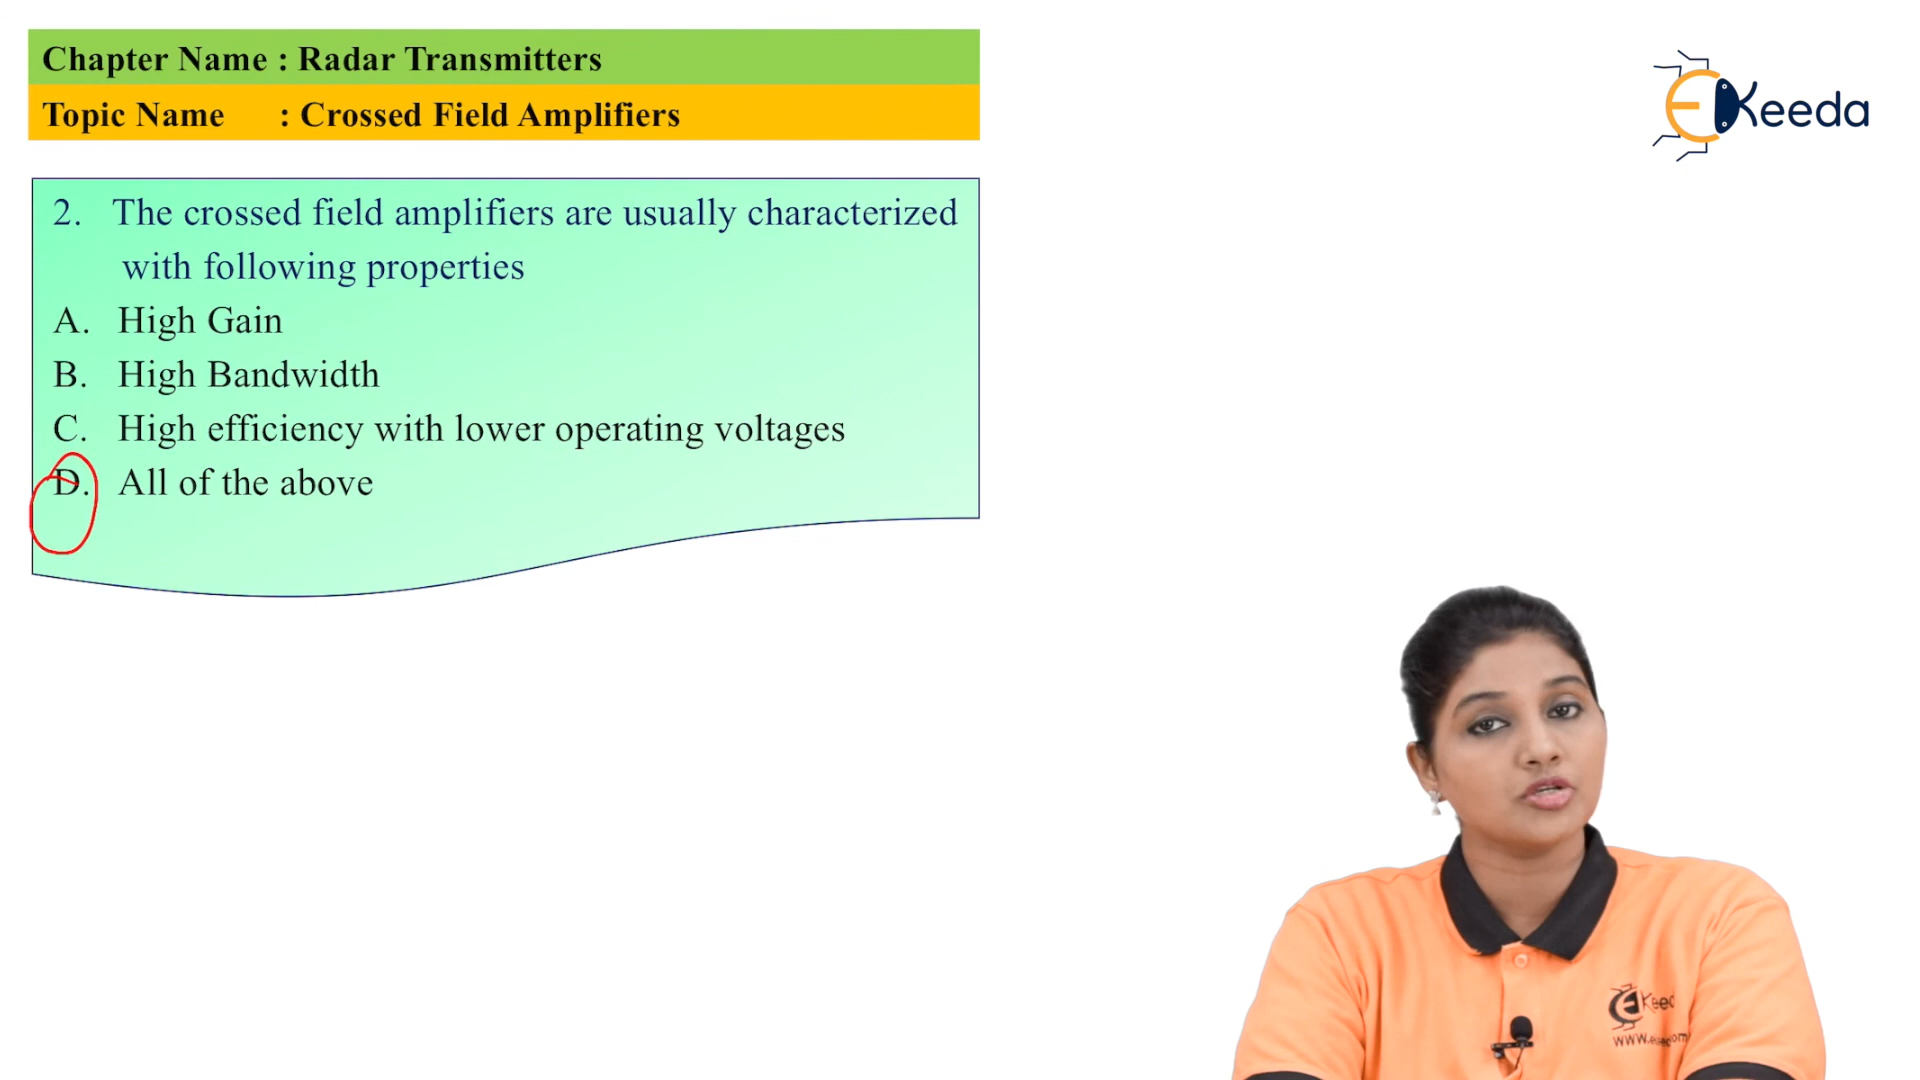 Chapter Name : Radar Transmitters
Topic Name : Crossed Field Amplifiers
Keeda
2. The crossed field amplifiers are usually characterized
with following properties
A. High Gain
B. High Bandwidth
C. High efficiency with lower operating voltages
D. All of the above